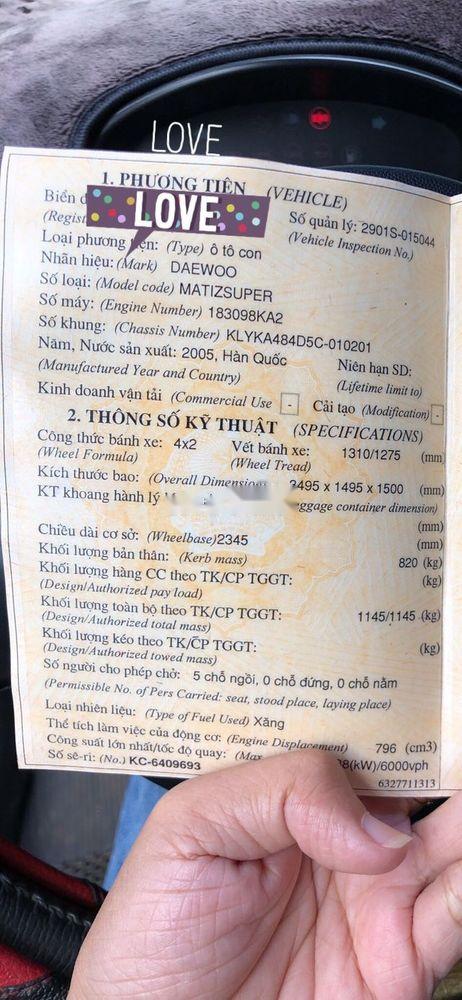 LOVE
1. PHƯƠNG TIỆN (VEHICLE)
Biển
LOVE
Số quản lý: 2901S-015044
(Vehicle Inspection No.)
Loại phương (Type) ô tô con
Nhãn hiệu: (Mark) DAEWOO
Số loại: (Model code) MATIZSUPER
Số máy: (Engine Number) 183098KA2
Số khung: (Chassis Number) KLYKA484D5C-010201
Năm, Nước sản xuất: 2005, Hàn Quốc Niên hạn SD:
(Manufactured Year and Country) (Lifetime limit to)
Kinh doanh vận tải (Commercial Use - Cải tạo (Modification) -
2. THÔNG SỐ KỸ THUẬT (SPECIFICATIONS)
Công thức bánh xe: 4x2 Vết bánh xe: 1310/1275 (mm)
(Wheel Formula) (Wheel Tread)
Kích thước bao: (Overall Dimension 3495 x 1495 x 1500 (mm)
KT khoang hành lý container dimension)
(mm)
Chiều dài cơ sở: (Wheelbase)2345 (mm)
Khối lượng bản thân: (Kerb mass) 820 (kg)
Khối lượng hàng CC theo TK/CP TGGT: (kg)
(Design/Authorized pay load)
Khối lượng toàn bộ theo TK/CP TGGT: 1145/1145 (kg)
(Design/Authorized total mass)
Khối lượng kéo theo TK/CP TGGT: (kg)
(Design/Authorized towed mass)
Số người cho phép chở: 5 chỗ ngồi, 0 chỗ đứng, 0 chỗ nằm
(Permissible No. of Pers Carried: seat, stood place, laying place)
Loại nhiên liệu: (Type of Fuel Used) Xăng
Thể tích làm việc của động cơ: (Engine Displacement) 796 (cm3)
Công suất lớn nhất/tốc độ quay: (Max 8(kW)/6000vph
Số sê-ri: (No.) KC-6409693
6327711313